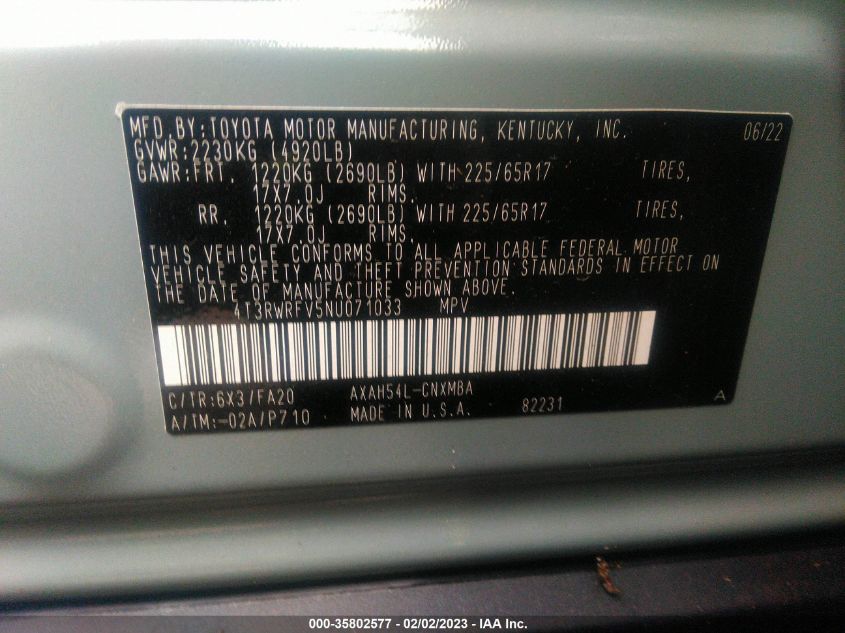 MFD.BY:TOYOTA MOTOR MANUFACTURING, KENTUCKY, INC. 06/22
GVWR:2230KG (4920LB)
GAWR:FRT. 1220KG (2690LB) WITH 225/65R17 TIRES,
17X7.0J RIMS,
RR. 1220KG (2690LB) WITH 225/65R17 TIRES,
17X7.0J RIMS,
THIS VEHICLE CONFORMS TO ALL APPLICABLE FEDERAL MOTOR
VEHICLE SAFETY AND THEFT PREVENTION STANDARDS IN EFFECT ON
THE DATE OF MANUFACTURE SHOWN ABOVE.
4T3RWRFV5NU071033 MPV
C/TR:6X3/FA20 AXAH54L-CNXMBA
A/TM:-02A/P710 MADE IN U.S.A. 82231 A
000-35802577 - 02/02/2023 - IAA Inc.